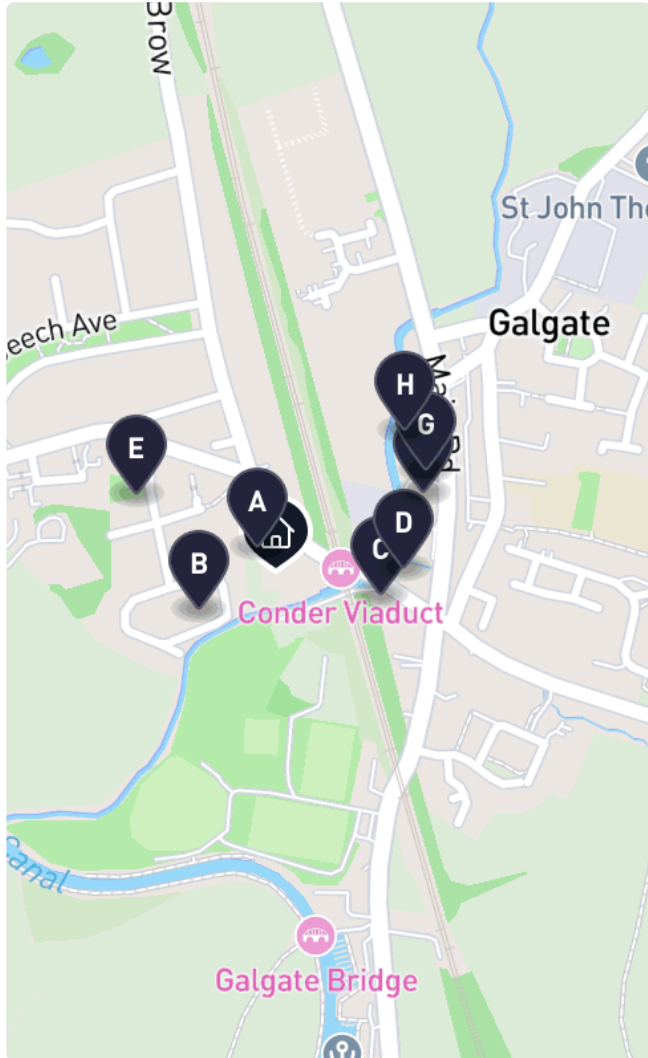 Brow
St John The
Galgate
eech Ave
H
G
E
A
D
C
B
Conder Viaduct
Canal
Galgate Bridge